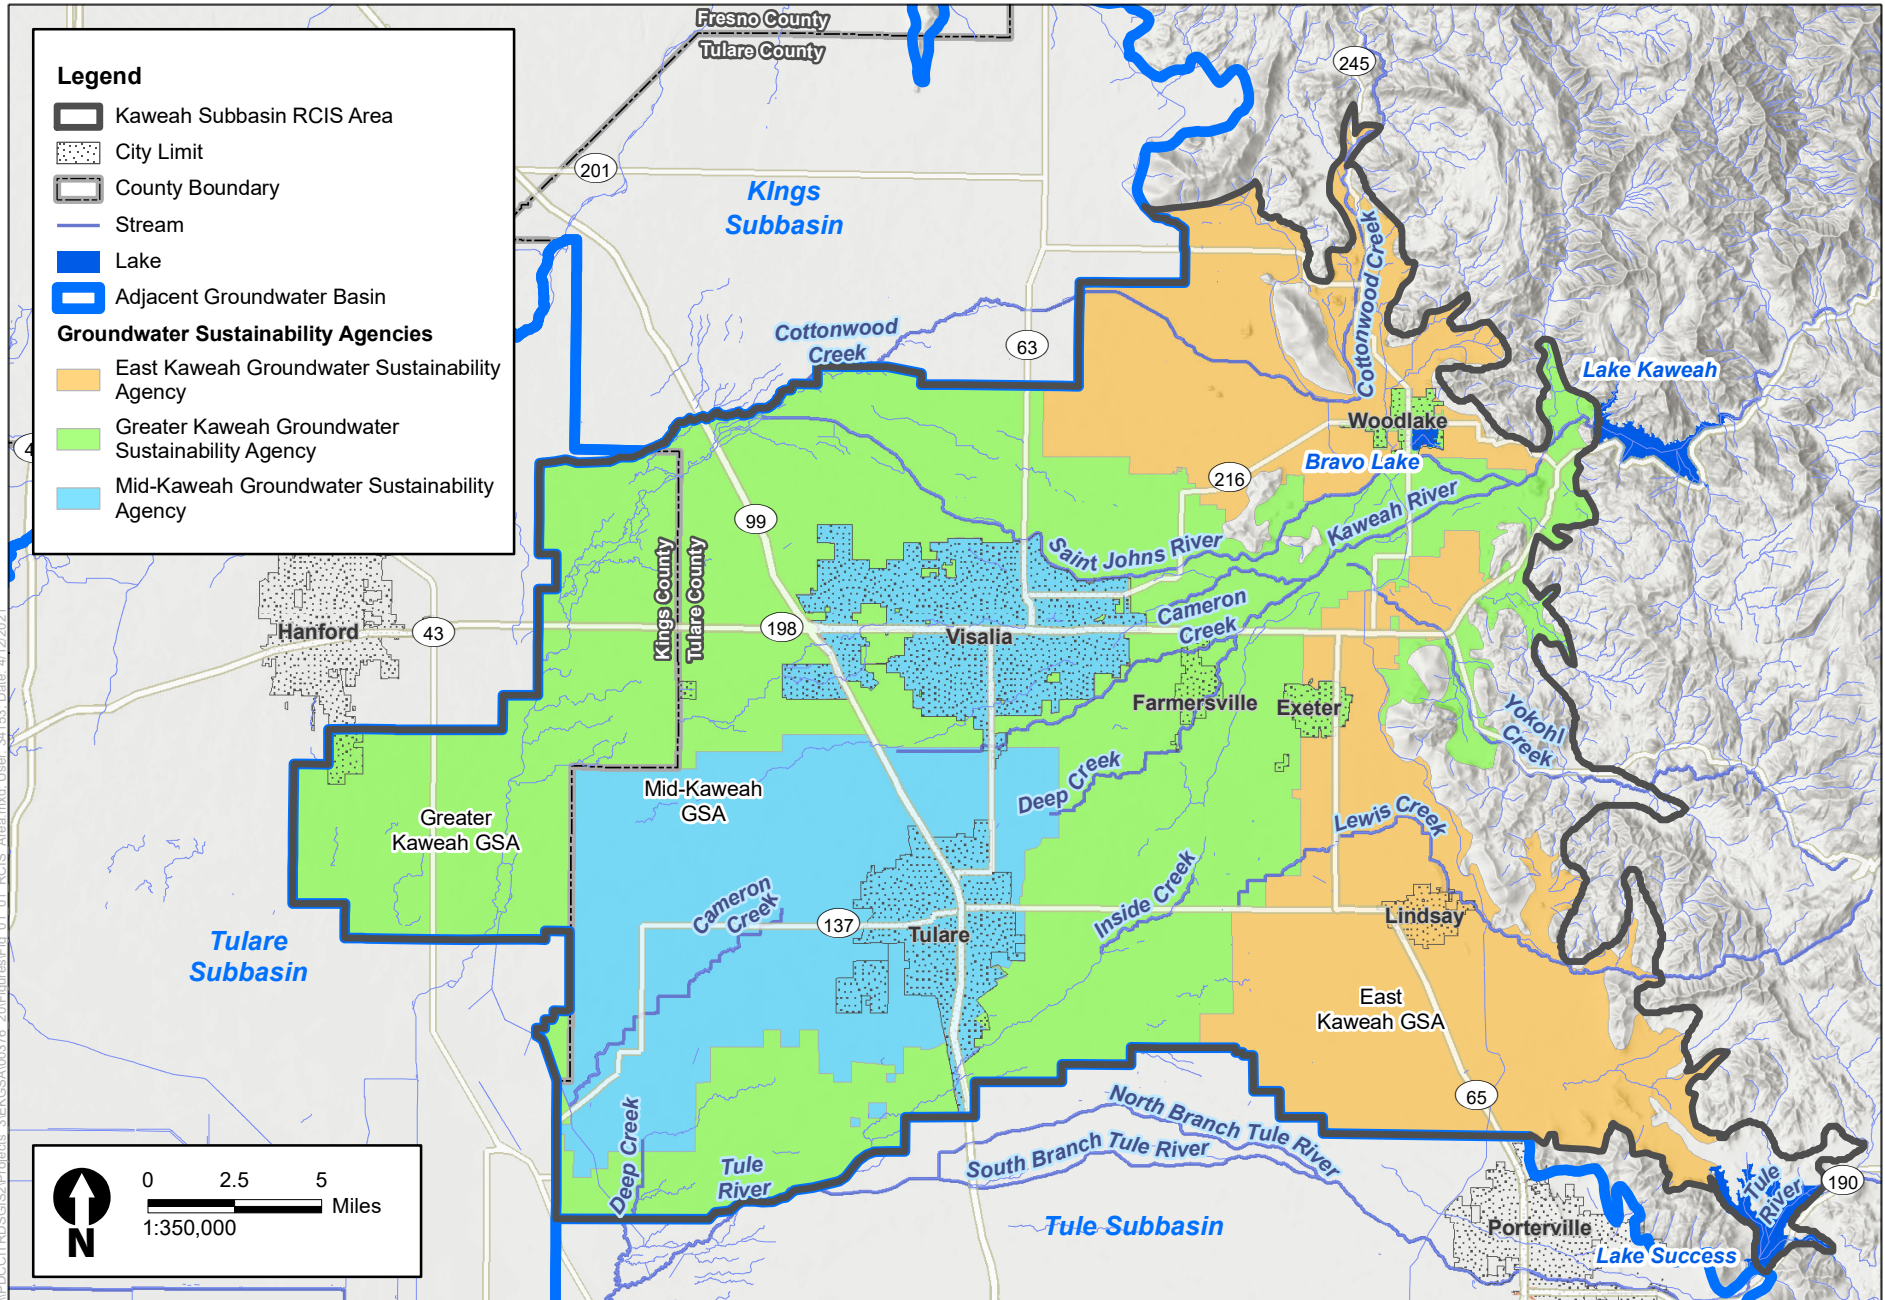 Fresno County
Tulare County
245
Legend
Kaweah Subbasin RCIS Area
City Limit
County Boundary
Stream
Lake
Adjacent Groundwater Basin
Groundwater Sustainability Agencies
East Kaweah Groundwater Sustainability
Agency
Greater Kaweah Groundwater
Sustainability Agency
Mid-Kaweah Groundwater Sustainability
Agency
201
KIngs
Subbasin
Cottonwood Creek
Cottonwood
Creek
63
Lake Kaweah
4
Woodlake
Bravo Lake
216
99
Kaweah River
Saint Johns River
Kings County
Tulare County
Cameron
Creek
Hanford
43
198
Visalia
Farmersville
Exeter
Yokohl
Creek
Mid-Kaweah
GSA
Deep Creek
Greater
Kaweah GSA
Lewis Creek
Cameron
Creek
137
Tulare
Inside Creek
Lindsay
Tulare
Subbasin
East
Kaweah GSA
65
North Branch Tule River
South Branch Tule River
Deep Creek
Tule
River
Tule
River
190
Tule Subbasin
Porterville
Lake Success
0 2.5 5
Miles
1:350,000
N